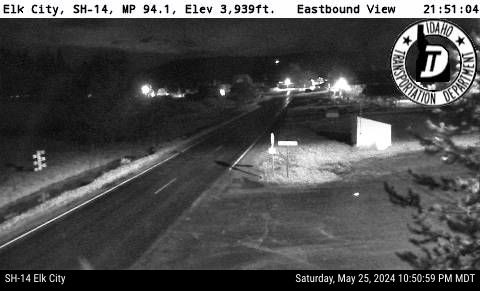 Elk City, SH-14, MP 94.1, Elev 3,939ft. Eastbound View 21:51:04
IDAHO
TRANSPORTATION DEPARTMENT
SH-14 Elk City Saturday, May 25, 2024 10:50:59 PM MDT